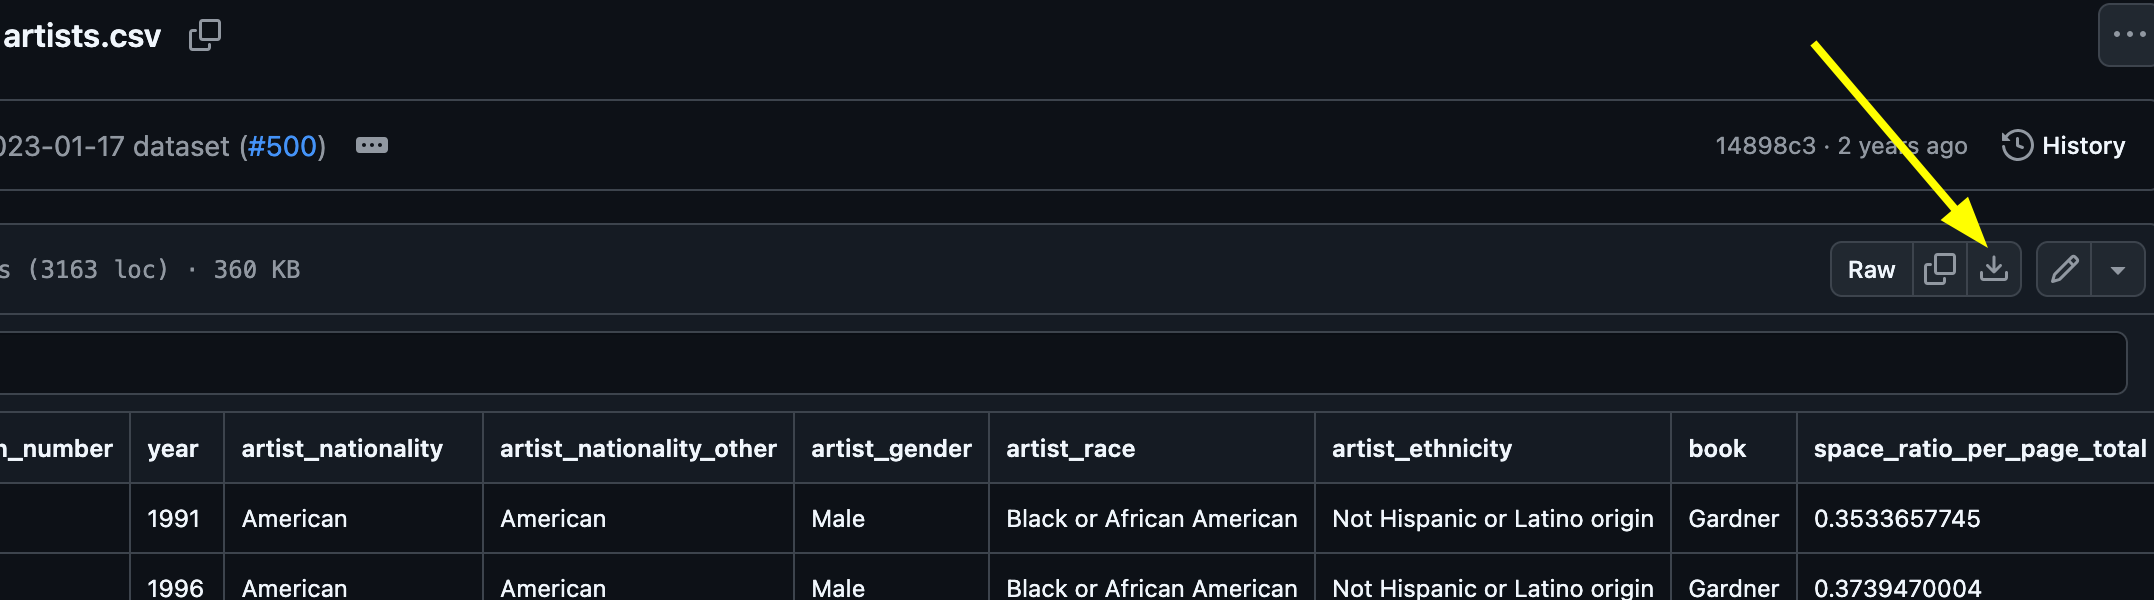 artists.csv
023-01-17 dataset (#500)
14898c3 · 2 years ago History
s (3163 loc) · 360 KB
Raw
n_number year artist_nationality artist_nationality_other artist_gender artist_race artist_ethnicity book space_ratio_per_page_total
1991 American American Male Black or African American Not Hispanic or Latino origin Gardner 0.3533657745
1996 American American Male Black or African American Not Hispanic or Latino origin Gardner 0.3739470004